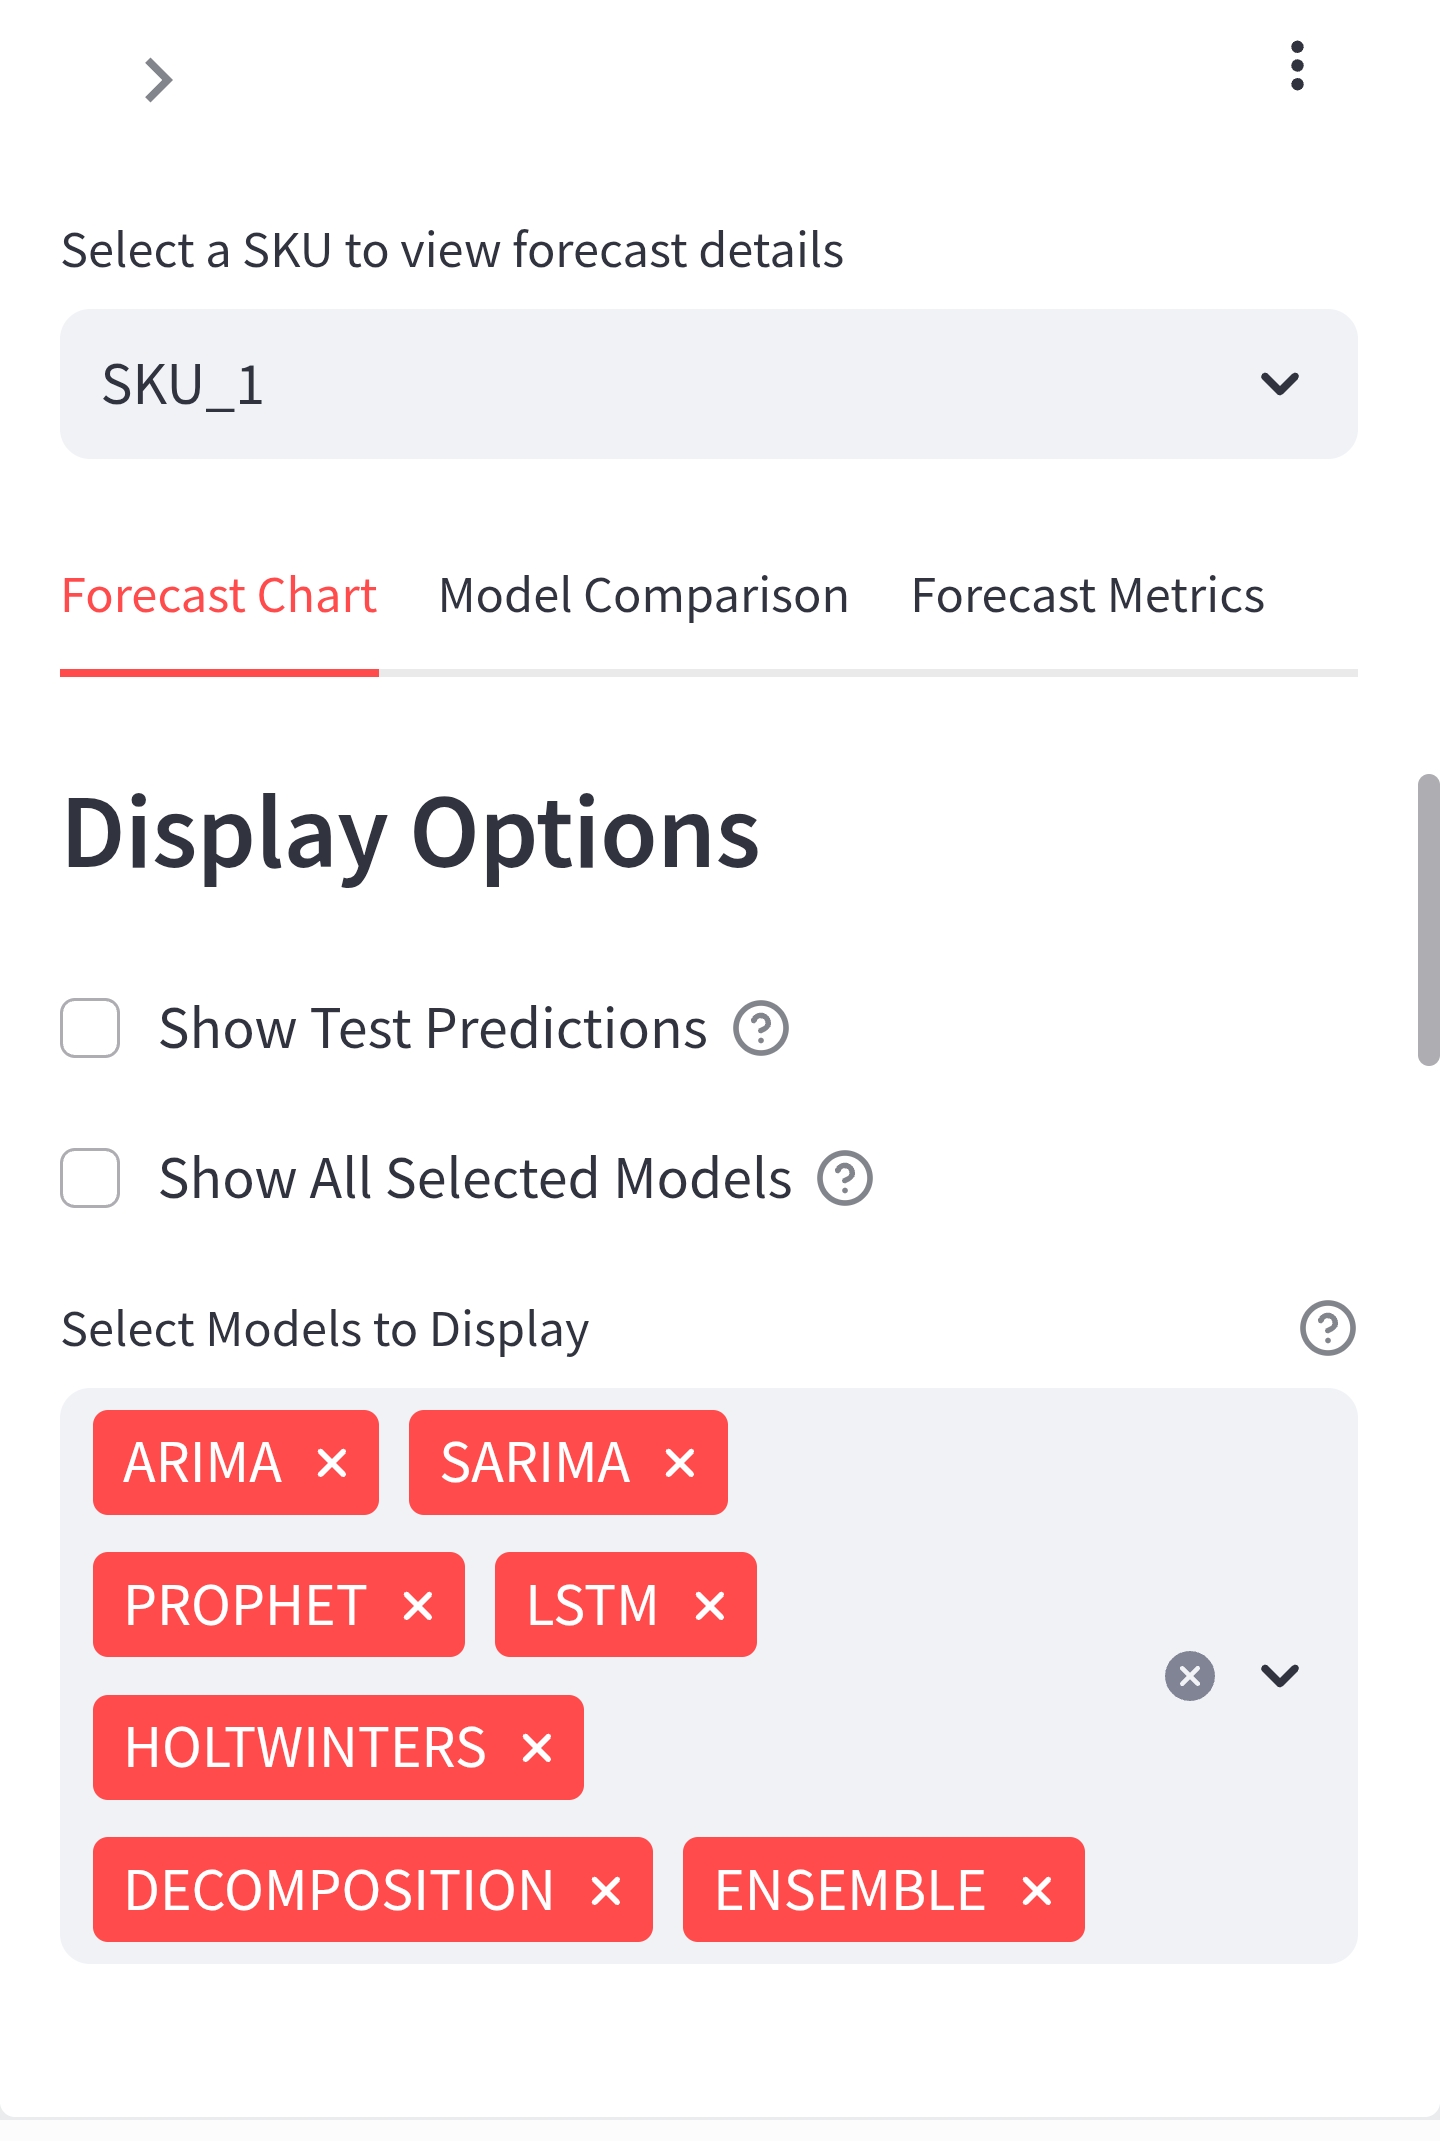 Select a SKU to view forecast details
SKU_1
Forecast Chart Model Comparison Forecast Metrics
Display Options
Show Test Predictions
Show All Selected Models
Select Models to Display
ARIMA SARIMA
PROPHET LSTM
HOLTWINTERS
DECOMPOSITION ENSEMBLE